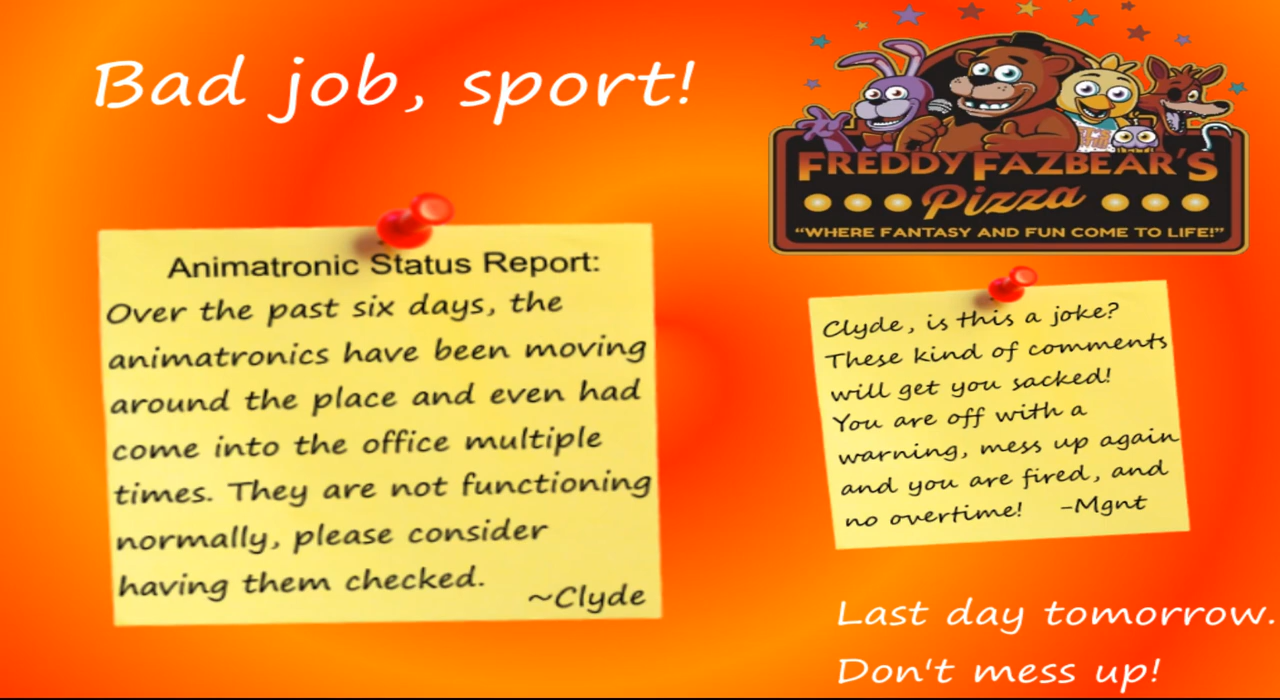 Bad job, sport!
FREDDY FAZBEAR'S
Pizza
"WHERE FANTASY AND FUN COME TO LIFE!"
Animatronic Status Report:
Over the past six days, the
animatronics have been moving
around the place and even had
come into the office multiple
times. They are not functioning
normally, please consider
having them checked.
~Clyde
Clyde, is this a joke?
These kind of comments
will get you sacked!
You are off with a
warning, mess up again
and you are fired, and
no overtime! -Mgnt
Last day tomorrow.
Don't mess up!